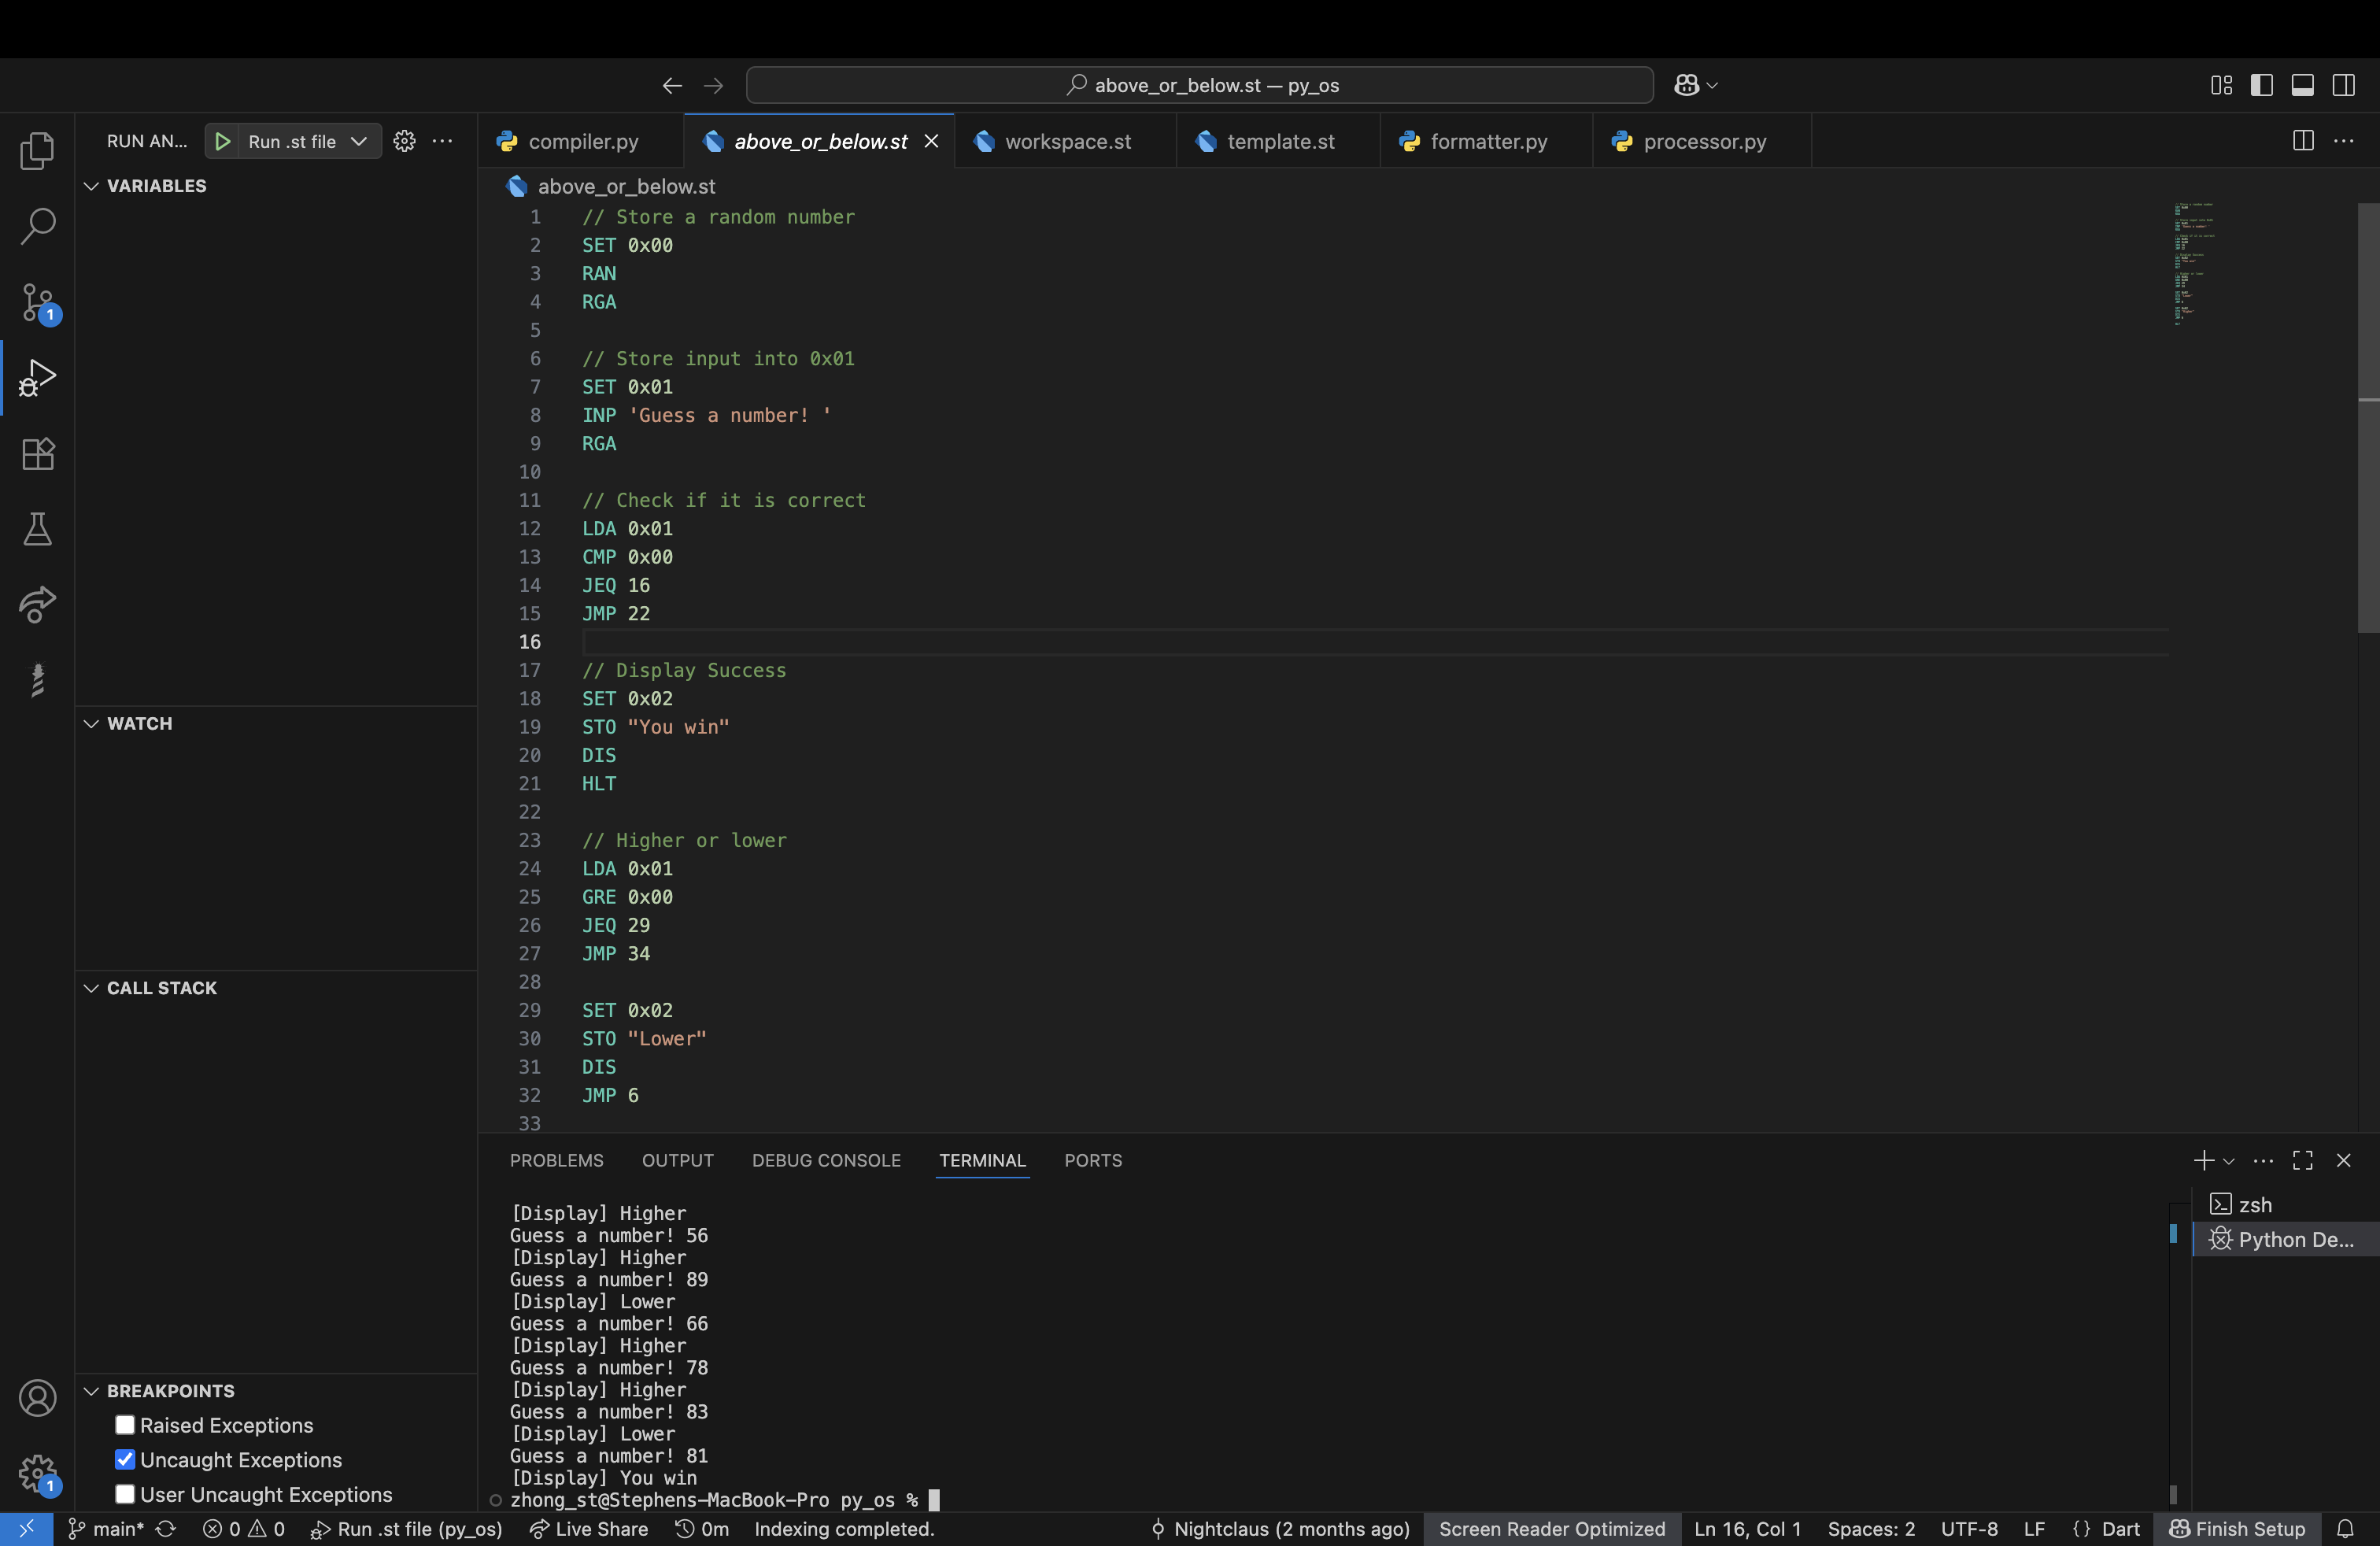 above_or_below.st — py_os
RUN AN...
Run .st file
compiler.py
above_or_below.st
workspace.st
template.st
formatter.py
processor.py
VARIABLES
above_or_below.st
1 // Store a random number
2 SET 0x00
3 RAN
4 RGA
5
6 // Store input into 0x01
7 SET 0x01
8 INP 'Guess a number! '
9 RGA
10
11 // Check if it is correct
12 LDA 0x01
13 CMP 0x00
14 JEQ 16
15 JMP 22
16
17 // Display Success
18 SET 0x02
19 STO "You win"
20 DIS
21 HLT
22
23 // Higher or lower
24 LDA 0x01
25 GRE 0x00
26 JEQ 29
27 JMP 34
28
29 SET 0x02
30 STO "Lower"
31 DIS
32 JMP 6
33
1
WATCH
CALL STACK
BREAKPOINTS
Raised Exceptions
Uncaught Exceptions
User Uncaught Exceptions
1
PROBLEMS OUTPUT DEBUG CONSOLE TERMINAL PORTS
[Display] Higher
Guess a number! 56
[Display] Higher
Guess a number! 89
[Display] Lower
Guess a number! 66
[Display] Higher
Guess a number! 78
[Display] Higher
Guess a number! 83
[Display] Lower
Guess a number! 81
[Display] You win
zhong_st@Stephens-MacBook-Pro py_os %
zsh
Python De...
main* 0 0 Run .st file (py_os) Live Share 0m Indexing completed. Nightclaus (2 months ago) Screen Reader Optimized Ln 16, Col 1 Spaces: 2 UTF-8 LF {} Dart Finish Setup